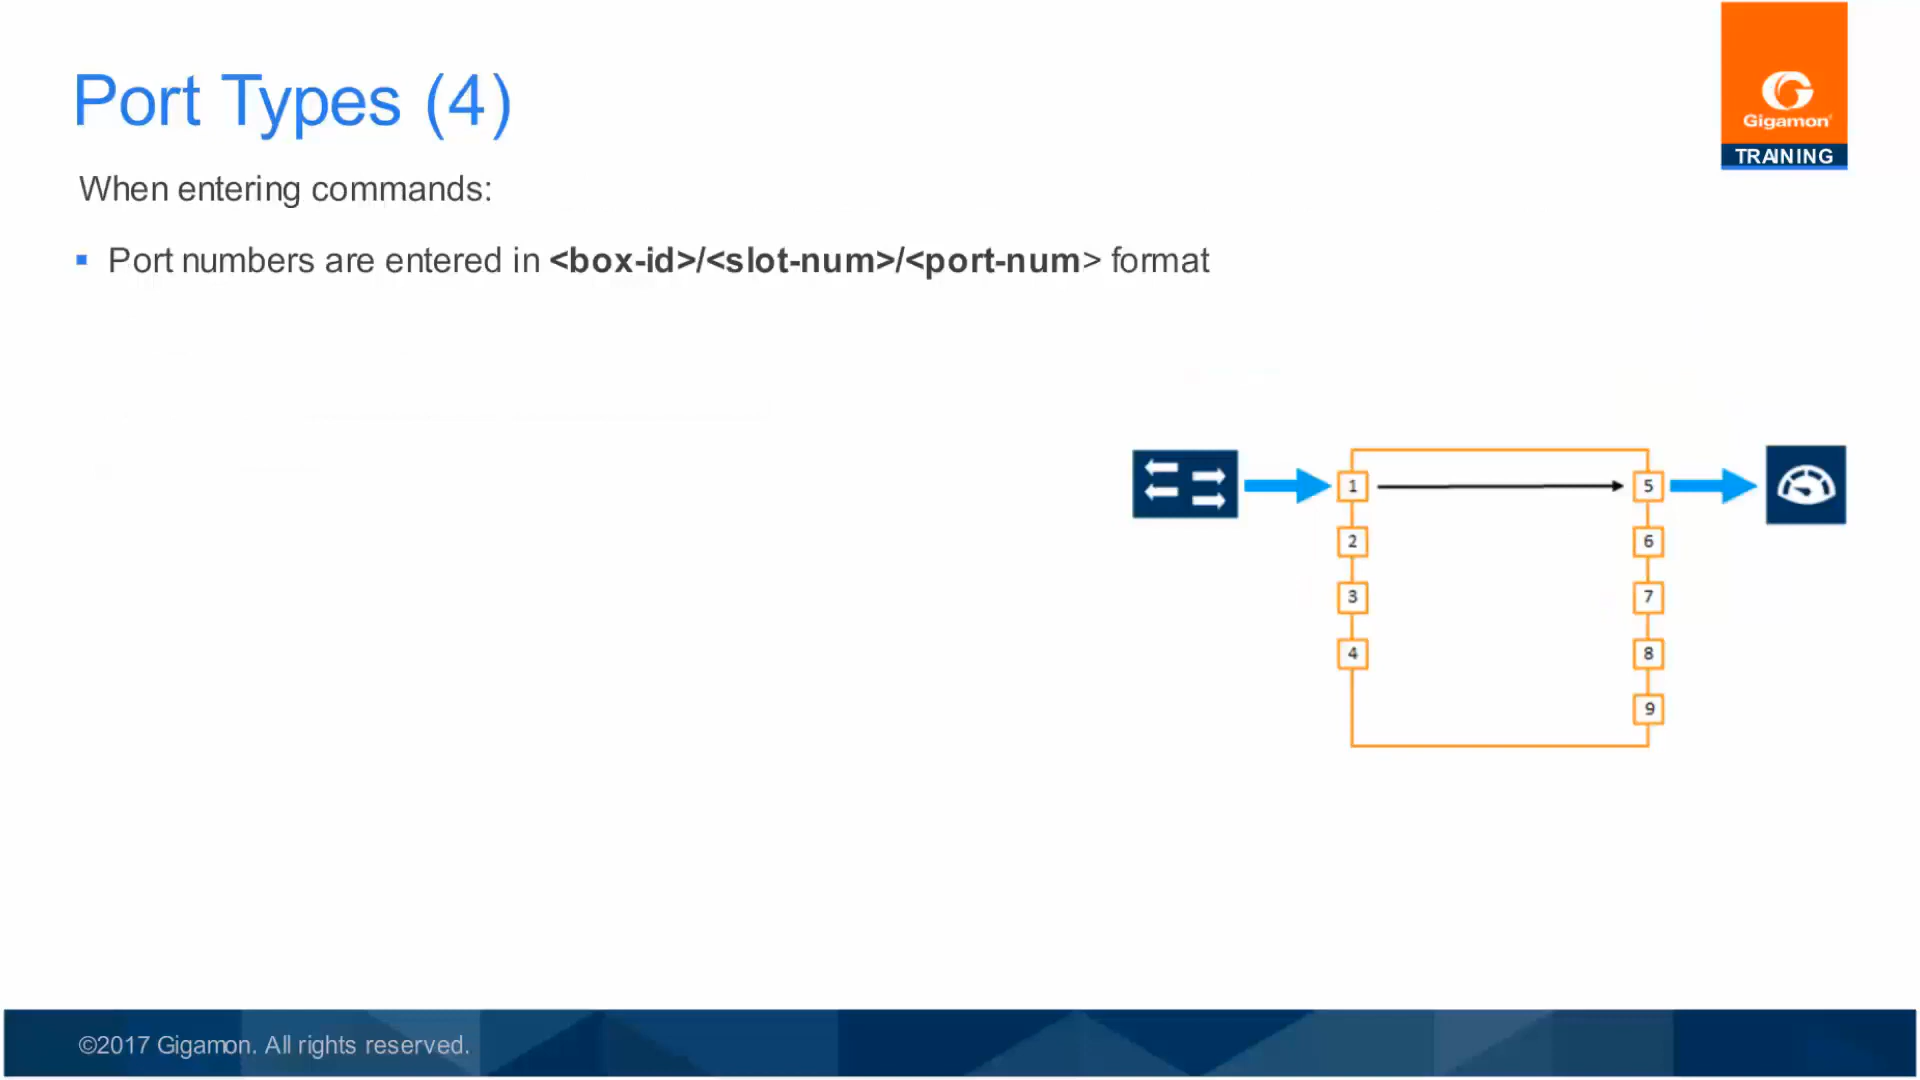 Port Types (4)
Gigamon
TRAINING
When entering commands:
▪ Port numbers are entered in <box-id>/<slot-num>/<port-num> format
1
5
2
6
3
7
4
8
9
©2017 Gigamon. All rights reserved.